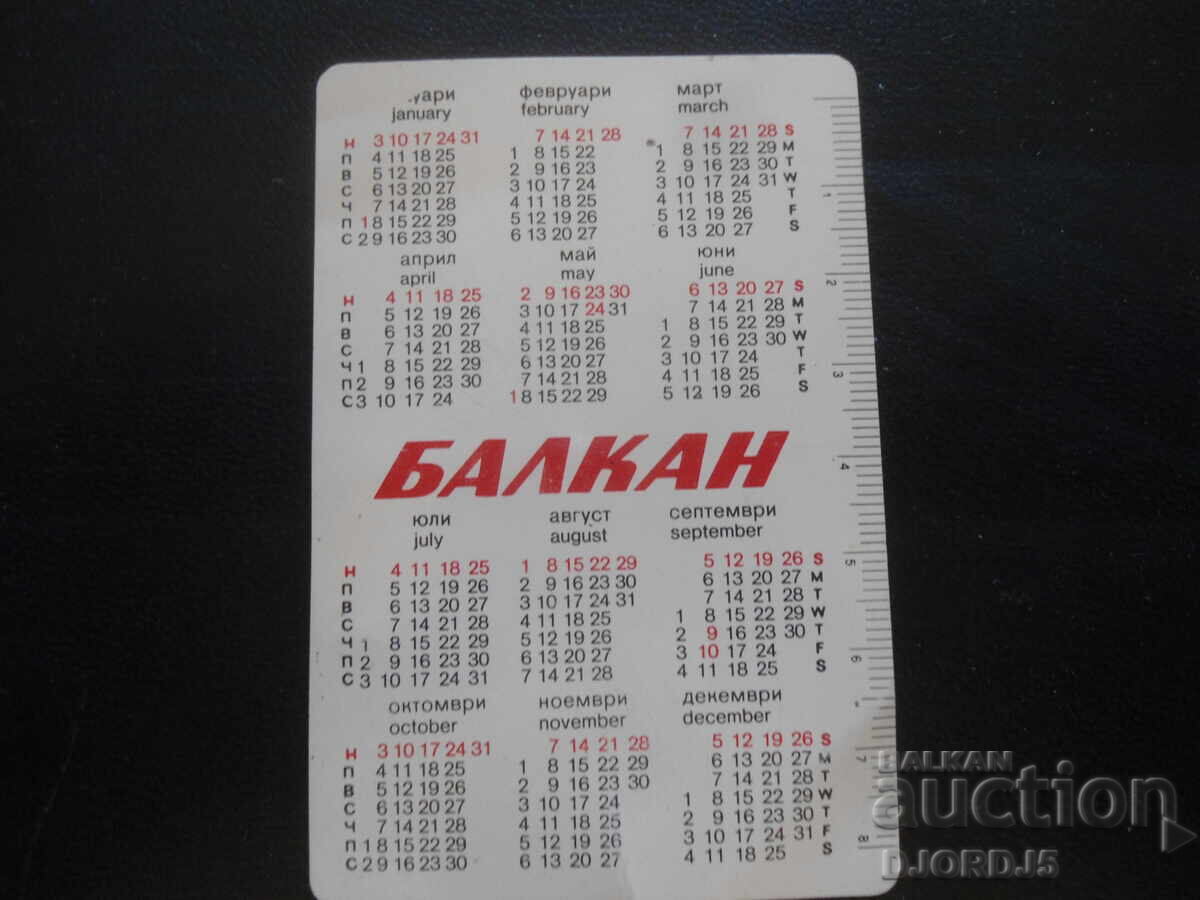 .уари февруари март
january february march
Н 3 10 17 24 31 7 14 21 28 7 14 21 28 S
П 4 11 18 25 1 8 15 22 1 8 15 22 29 M
В 5 12 19 26 2 9 16 23 2 9 16 23 30 T
С 6 13 20 27 3 10 17 24 3 10 17 24 31 W
Ч 7 14 21 28 4 11 18 25 4 11 18 25 T
П 1 8 15 22 29 5 12 19 26 5 12 19 26 F
С 2 9 16 23 30 6 13 20 27 6 13 20 27 S
април май юни
april may june
Н 4 11 18 25 2 9 16 23 30 6 13 20 27 S
П 5 12 19 26 3 10 17 24 31 7 14 21 28 M
В 6 13 20 27 4 11 18 25 1 8 15 22 29 T
С 7 14 21 28 5 12 19 26 2 9 16 23 30 W
Ч 1 8 15 22 29 6 13 20 27 3 10 17 24 T
П 2 9 16 23 30 7 14 21 28 4 11 18 25 F
С 3 10 17 24 1 8 15 22 29 5 12 19 26 S
БАЛКАН
юли август септември
july august september
Н 4 11 18 25 1 8 15 22 29 5 12 19 26 S
П 5 12 19 26 2 9 16 23 30 6 13 20 27 M
В 6 13 20 27 3 10 17 24 31 7 14 21 28 T
С 7 14 21 28 4 11 18 25 1 8 15 22 29 W
Ч 1 8 15 22 29 5 12 19 26 2 9 16 23 30 T
П 2 9 16 23 30 6 13 20 27 3 10 17 24 F
С 3 10 17 24 31 7 14 21 28 4 11 18 25 S
октомври ноември декември
october november december
Н 3 10 17 24 31 7 14 21 28 5 12 19 26 S
П 4 11 18 25 1 8 15 22 29 6 13 20 27 M
В 5 12 19 26 2 9 16 23 30 7 14 21 28 T
С 6 13 20 27 3 10 17 24 1 8 15 22 29 W
Ч 7 14 21 28 4 11 18 25 2 9 16 23 30 T
П 1 8 15 22 29 5 12 19 26 3 10 17 24 31 F
С 2 9 16 23 30 6 13 20 27 4 11 18 25 S
1
2
3
4
5
6
7
8
BALKAN
auction
DJORDJ5